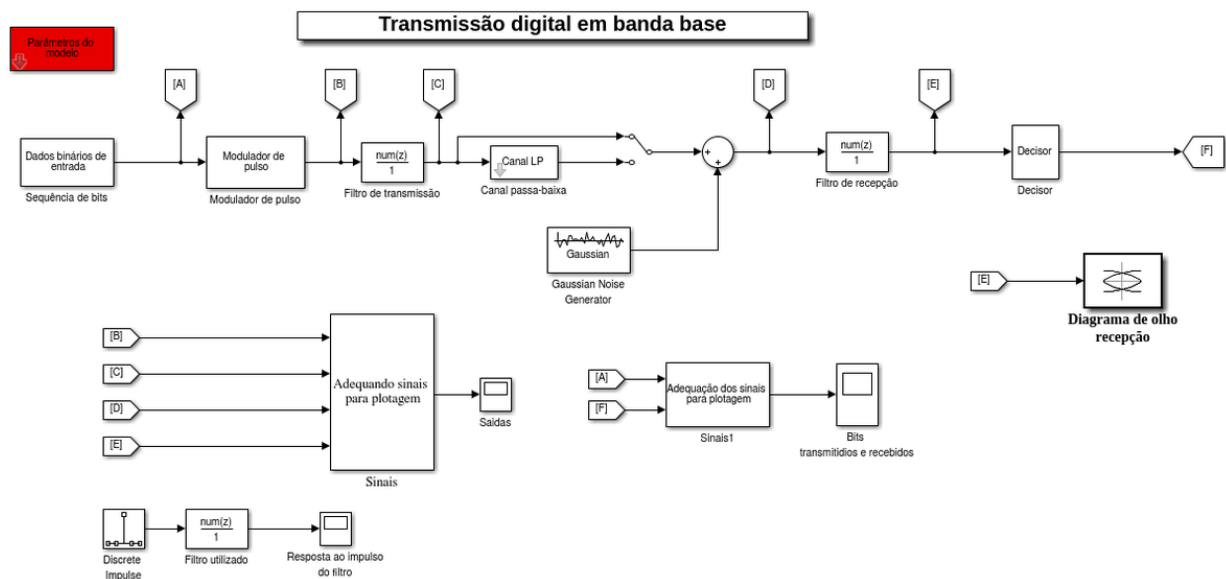 Transmissão digital em banda base
Parâmetros do
modelo
[A]
[B]
[C]
[D]
[E]
Dados binários de
entrada
Sequência de bits
Modulador de
pulso
Modulador de pulso
num(z)
1
Filtro de transmissão
Canal LP
Canal passa-baixa
num(z)
1
Filtro de recepção
Decisor
Decisor
[F]
Gaussian
Gaussian Noise
Generator
[E]
Diagrama de olho
recepção
[B]
[C]
[D]
[E]
Adequando sinais
para plotagem
Sinais
Saidas
[A]
[F]
Adequação dos sinais
para plotagem
Sinais1
Bits
transmitidios e recebidos
Discrete
Impulse
num(z)
1
Filtro utilizado
Resposta ao impulso
do filtro